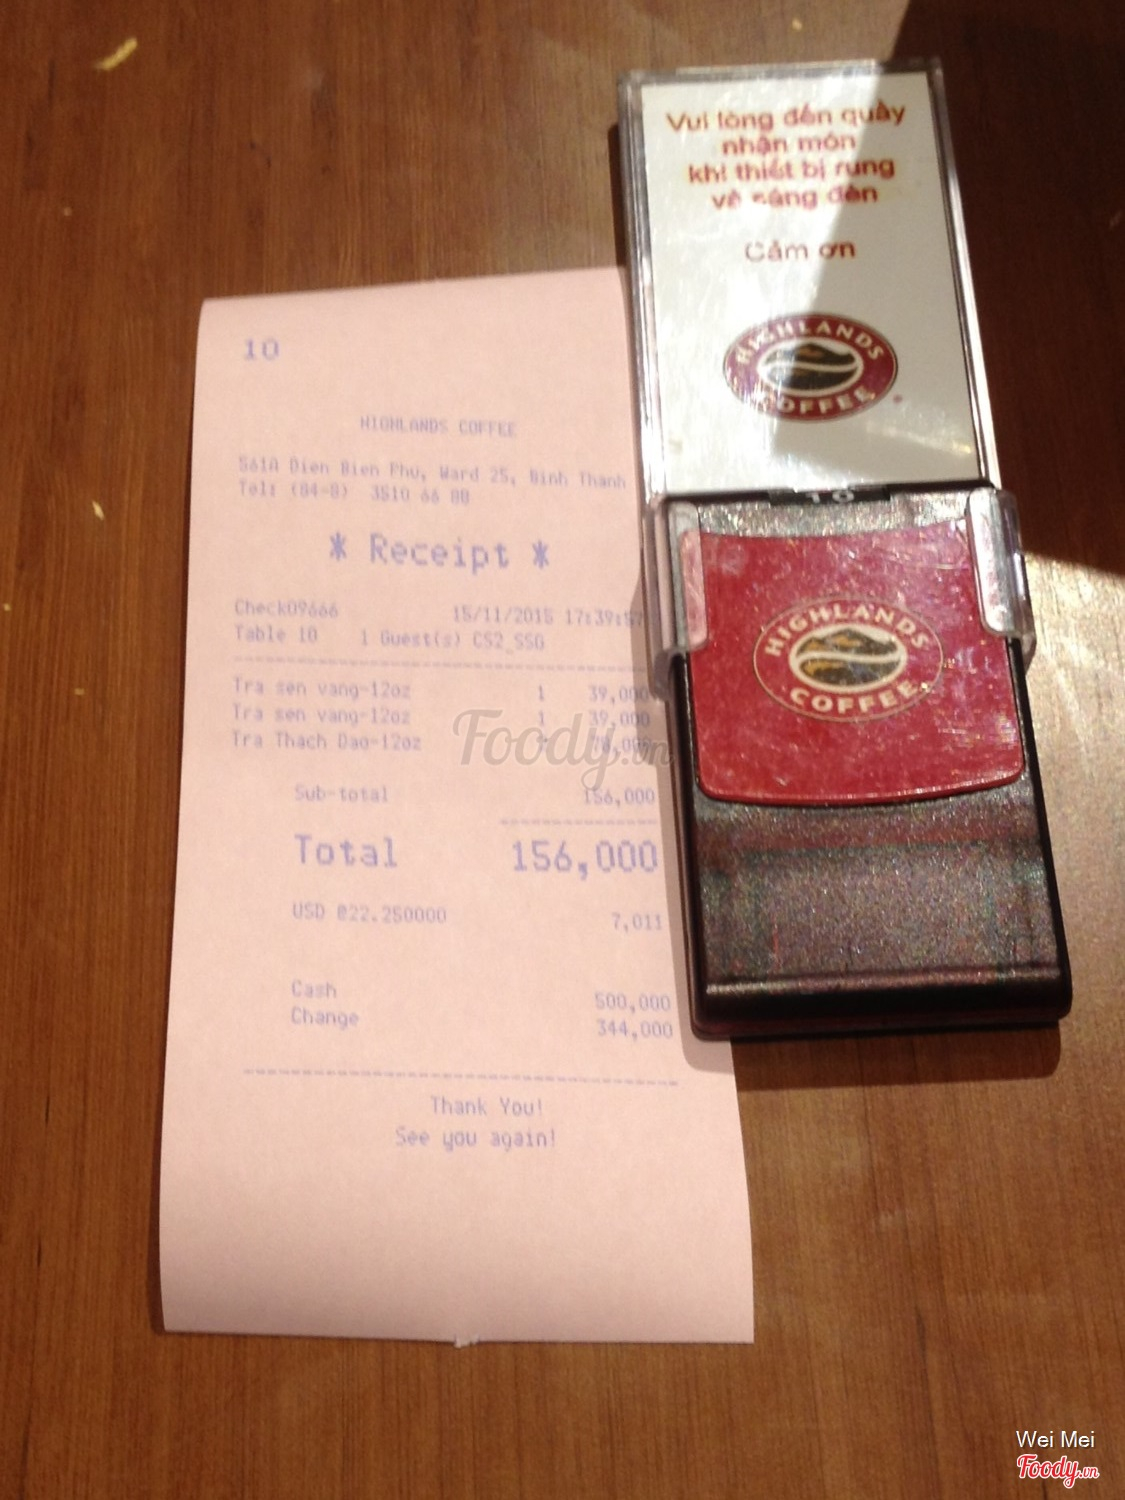 Vui lòng đến quầy
nhận món
khi thiết bị rung
và sáng đèn
Cảm ơn
HIGHLANDS
COFFEE
10
HIGHLANDS
COFFEE
10
HIGHLANDS COFFEE
561A Dien Bien Phu, Ward 25, Binh Thanh
Tel: (84-8) 3510 66 88
* Receipt *
Check09666 15/11/2015 17:39:57
Table 10 1 Guest(s) CS2_SSG
Tra sen vang-12oz 1 39,000
Tra sen vang-12oz 1 39,000
Tra Thach Dao-12oz 78,000
Sub-total 156,000
Total 156,000
USD @22.250000 7,011
Cash 500,000
Change 344,000
Thank You!
See you again!
Foody.vn
Wei Mei
Foody.vn